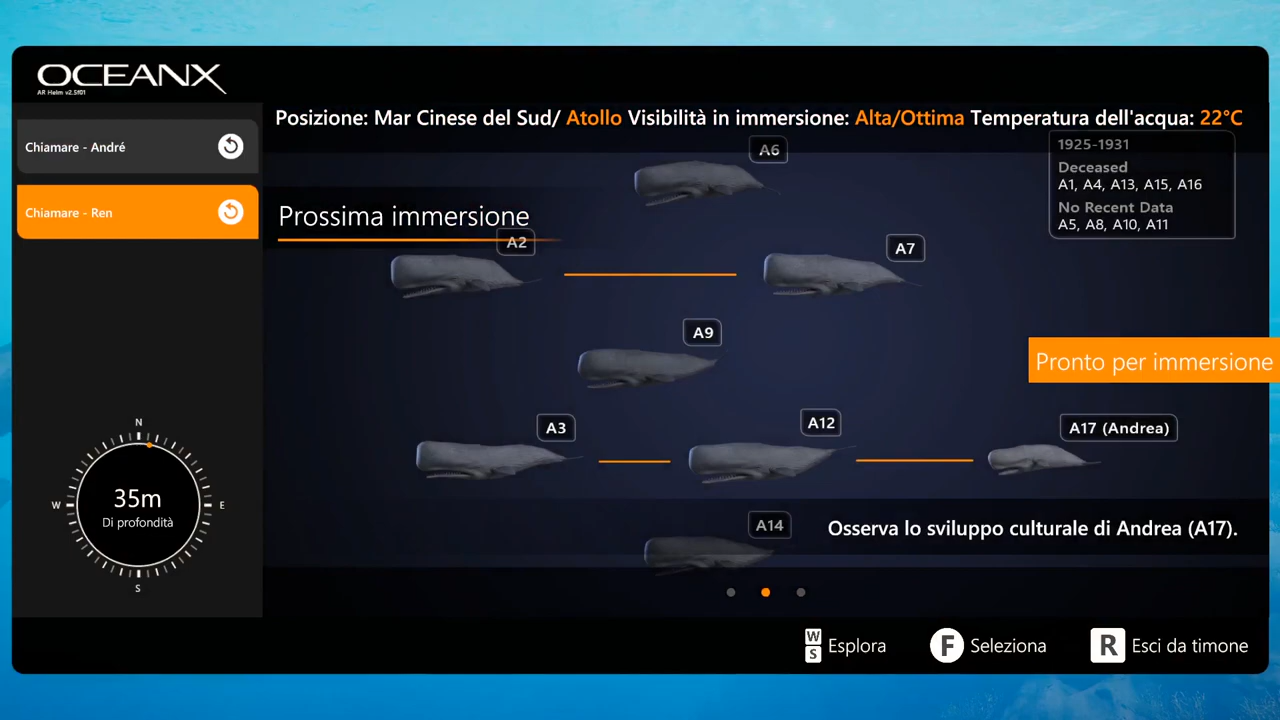 OCEANX
AR Helm v2.5f01
Posizione: Mar Cinese del Sud/ Atollo Visibilità in immersione: Alta/Ottima Temperatura dell'acqua: 22°C
Chiamare - André
Chiamare - Ren
Prossima immersione
1925-1931
Deceased
A1, A4, A13, A15, A16
No Recent Data
A5, A8, A10, A11
A6
A2
A7
A9
Pronto per immersione
A3
A12
A17 (Andrea)
A14
Osserva lo sviluppo culturale di Andrea (A17).
N
W
E
S
35m
Di profondità
W
S
Esplora
F Seleziona
R Esci da timone